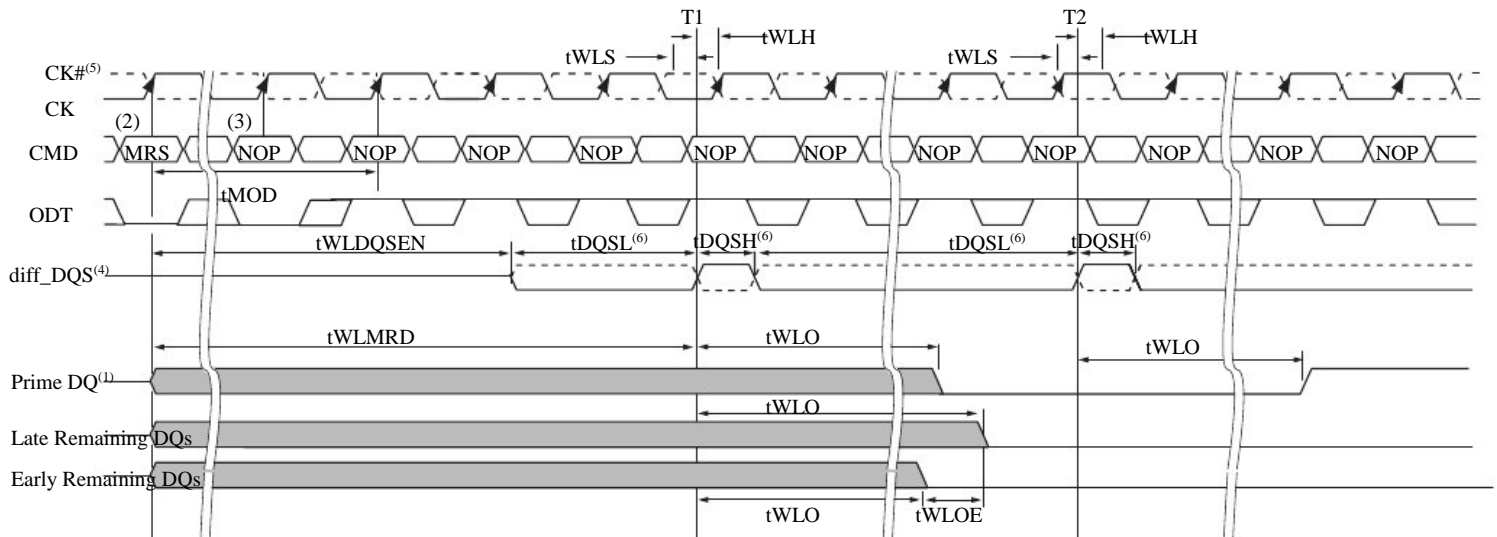 T1 T2
tWLH tWLH
tWLS tWLS
CK#(5)
CK
(2) (3)
CMD MRS NOP NOP NOP NOP NOP NOP NOP NOP NOP NOP NOP
tMOD
ODT
tWLDQSEN tDQSL(6) tDQSH(6) tDQSL(6) tDQSH(6)
diff_DQS(4)
tWLMRD tWLO tWLO
Prime DQ(1)
tWLO
Late Remaining DQs
Early Remaining DQs
tWLO tWLOE